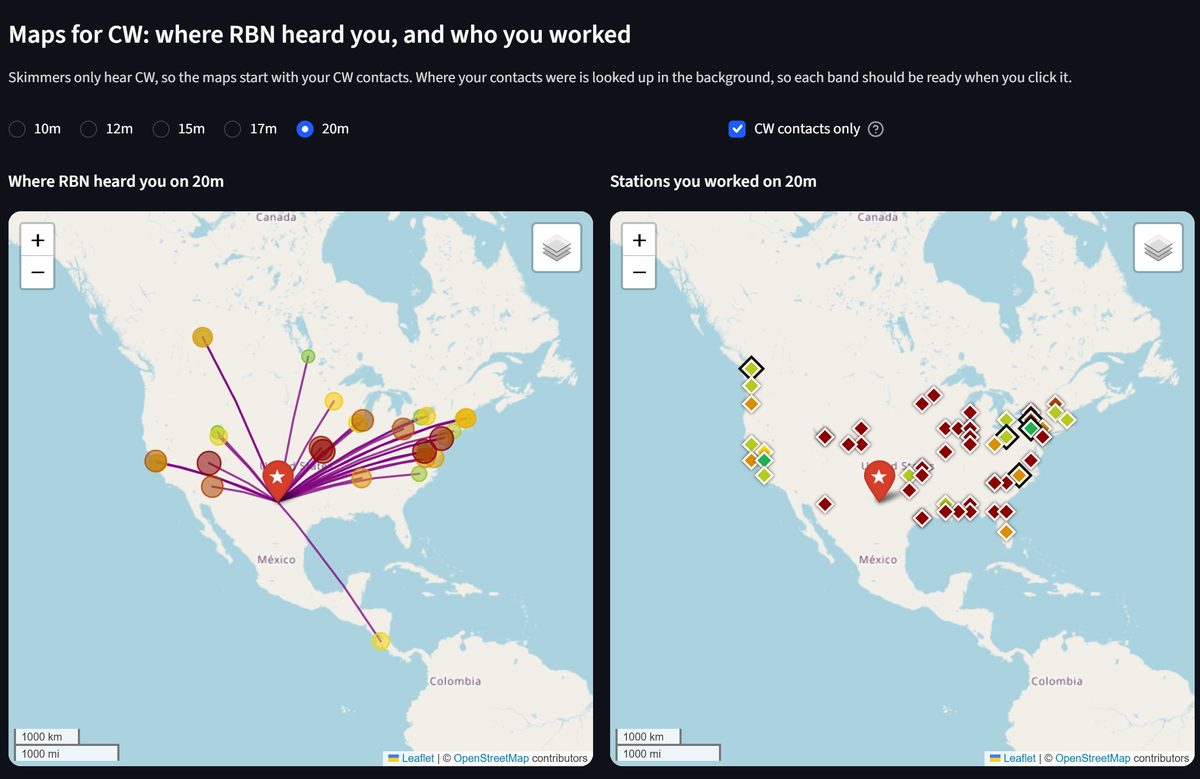 Maps for CW: where RBN heard you, and who you worked
Skimmers only hear CW, so the maps start with your CW contacts. Where your contacts were is looked up in the background, so each band should be ready when you click it.
10m 12m 15m 17m 20m
CW contacts only ?
Where RBN heard you on 20m
Stations you worked on 20m
+
−
Canada
México
Colombia
1000 km
1000 mi
Leaflet | © OpenStreetMap contributors
+
−
Canada
México
Colombia
1000 km
1000 mi
Leaflet | © OpenStreetMap contributors